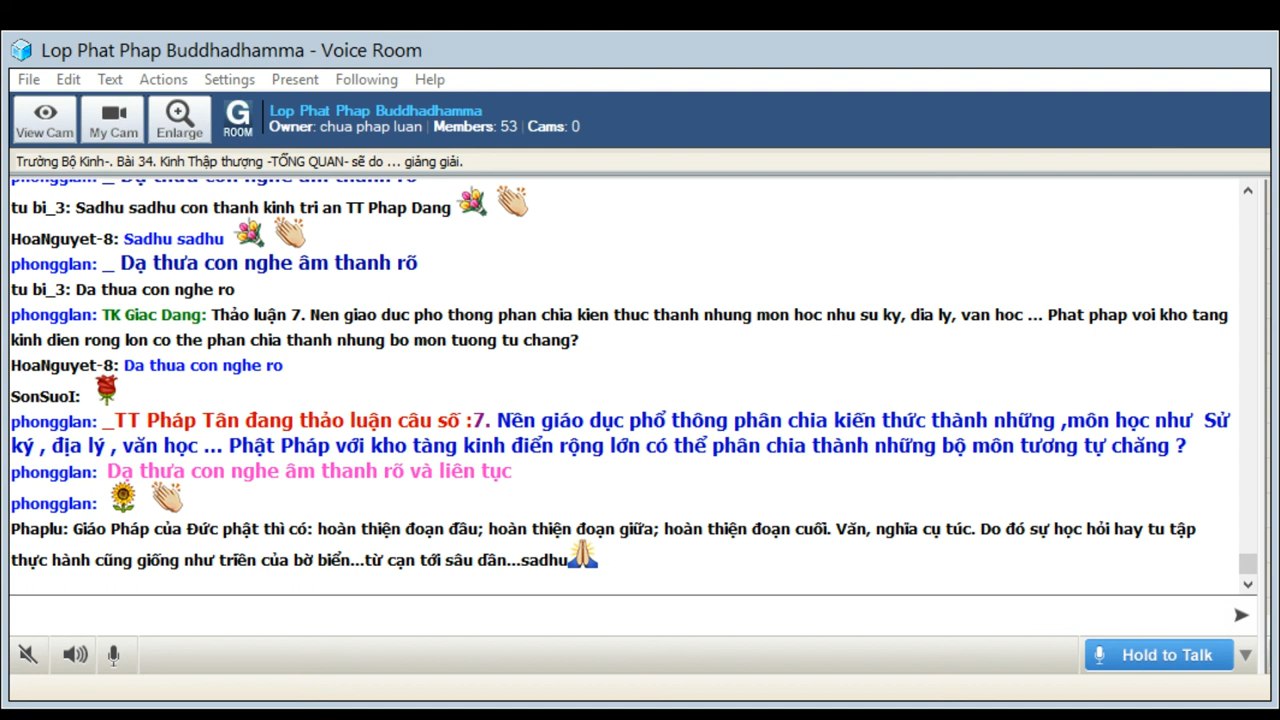 Lop Phat Phap Buddhadhamma - Voice Room
File Edit Text Actions Settings Present Following Help
View Cam My Cam Enlarge G ROOM Lop Phat Phap Buddhadhamma
Owner: chua phap luan | Members: 53 | Cams: 0
Trường Bộ Kinh-. Bài 34. Kinh Thập thượng -TỔNG QUAN- sẽ do ... giảng giải.
phongglan: _ Dạ thưa con nghe âm thanh rõ
tu bi_3: Sadhu sadhu con thanh kinh tri an TT Phap Dang
HoaNguyet-8: Sadhu sadhu
phongglan: _ Dạ thưa con nghe âm thanh rõ
tu bi_3: Da thua con nghe ro
phongglan: TK Giac Dang: Thảo luận 7. Nen giao duc pho thong phan chia kien thuc thanh nhung mon hoc nhu su ky, dia ly, van hoc ... Phat phap voi kho tang
kinh dien rong lon co the phan chia thanh nhung bo mon tuong tu chang?
HoaNguyet-8: Da thua con nghe ro
SonSuoI:
phongglan: _TT Pháp Tân đang thảo luận câu số :7. Nền giáo dục phổ thông phân chia kiến thức thành những ,môn học như Sử
ký , địa lý , văn học ... Phật Pháp với kho tàng kinh điển rộng lớn có thể phân chia thành những bộ môn tương tự chăng ?
phongglan: Dạ thưa con nghe âm thanh rõ và liên tục
phongglan:
Phaplu: Giáo Pháp của Đức phật thì có: hoàn thiện đoạn đầu; hoàn thiện đoạn giữa; hoàn thiện đoạn cuối. Văn, nghĩa cụ túc. Do đó sự học hỏi hay tu tập
thực hành cũng giống như triền của bờ biển...từ cạn tới sâu dần...sadhu
Hold to Talk